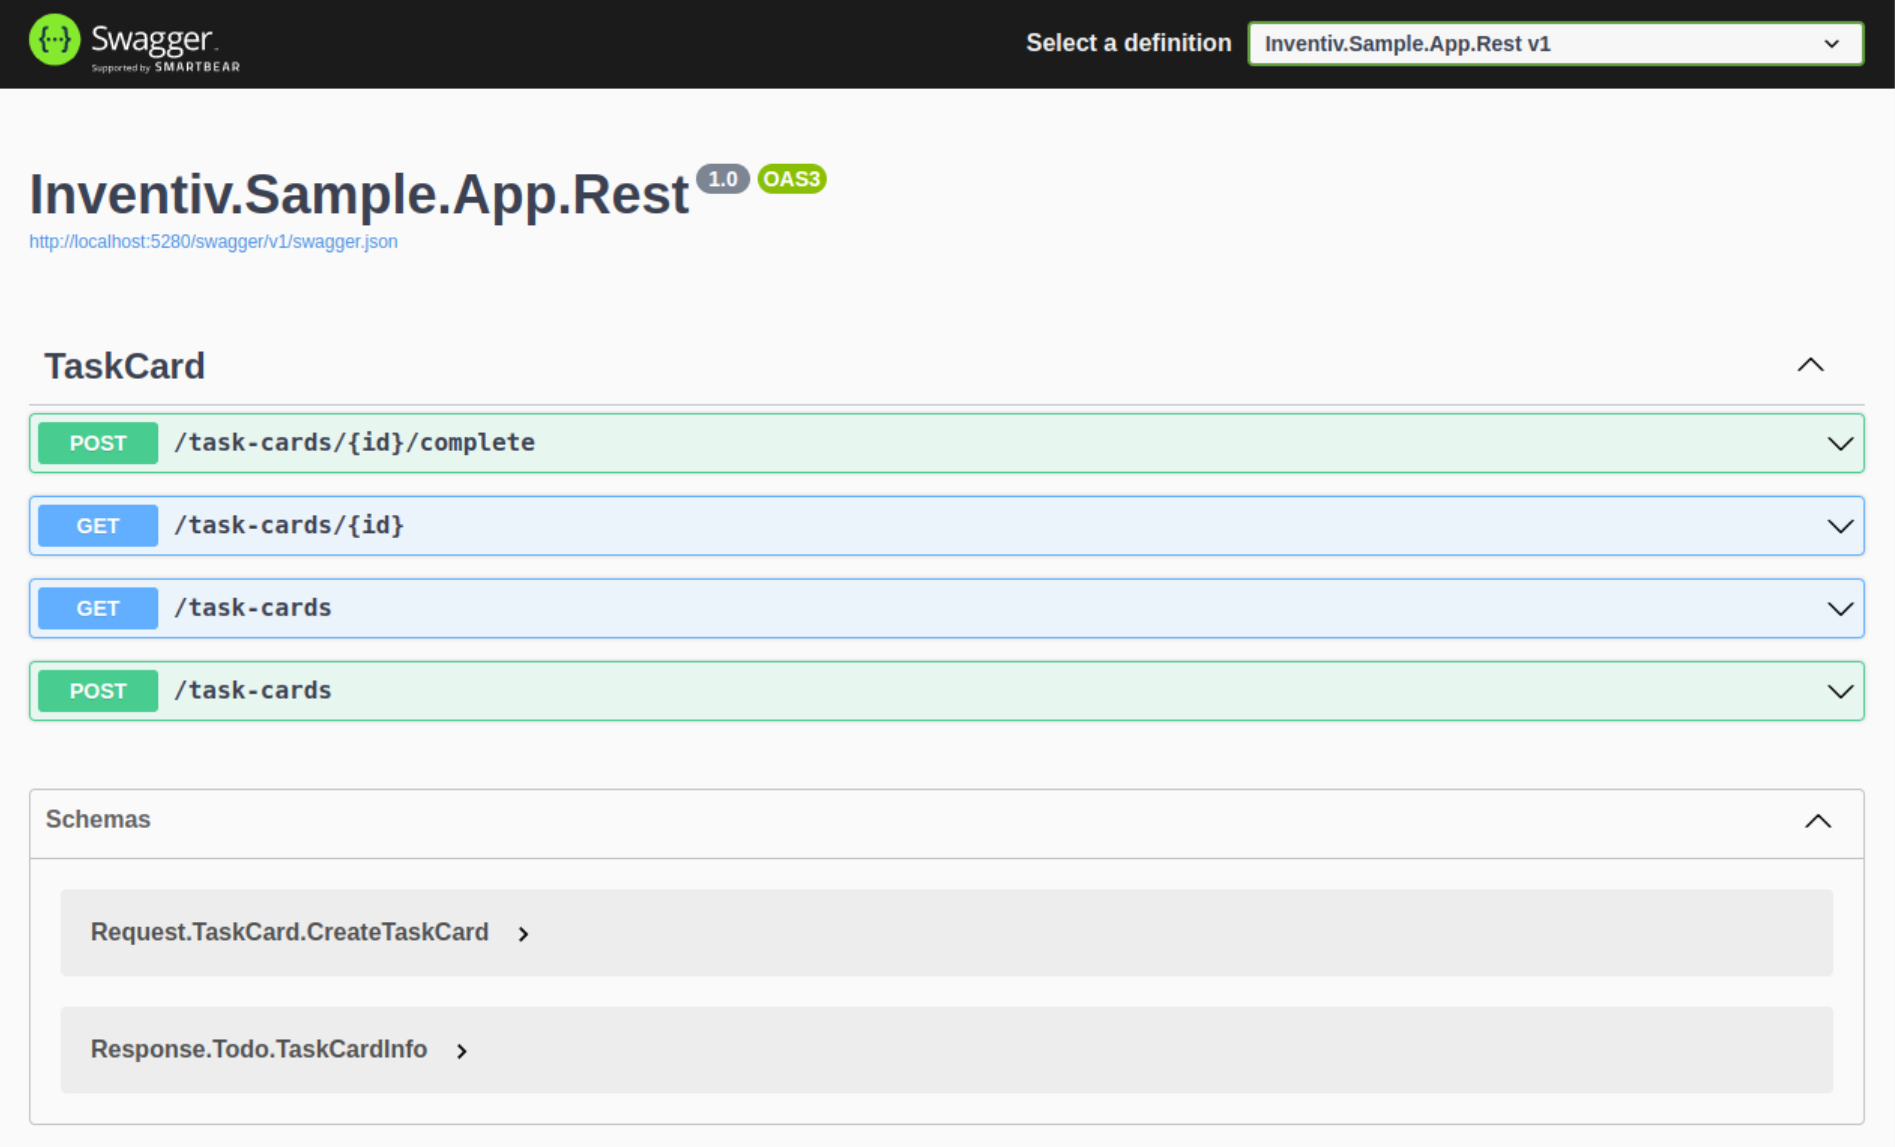 Swagger
Supported by SMARTBEAR
Select a definition
Inventiv.Sample.App.Rest v1
Inventiv.Sample.App.Rest 1.0 OAS3
http://localhost:5280/swagger/v1/swagger.json
TaskCard
POST /task-cards/{id}/complete
GET /task-cards/{id}
GET /task-cards
POST /task-cards
Schemas
Request.TaskCard.CreateTaskCard
Response.Todo.TaskCardInfo